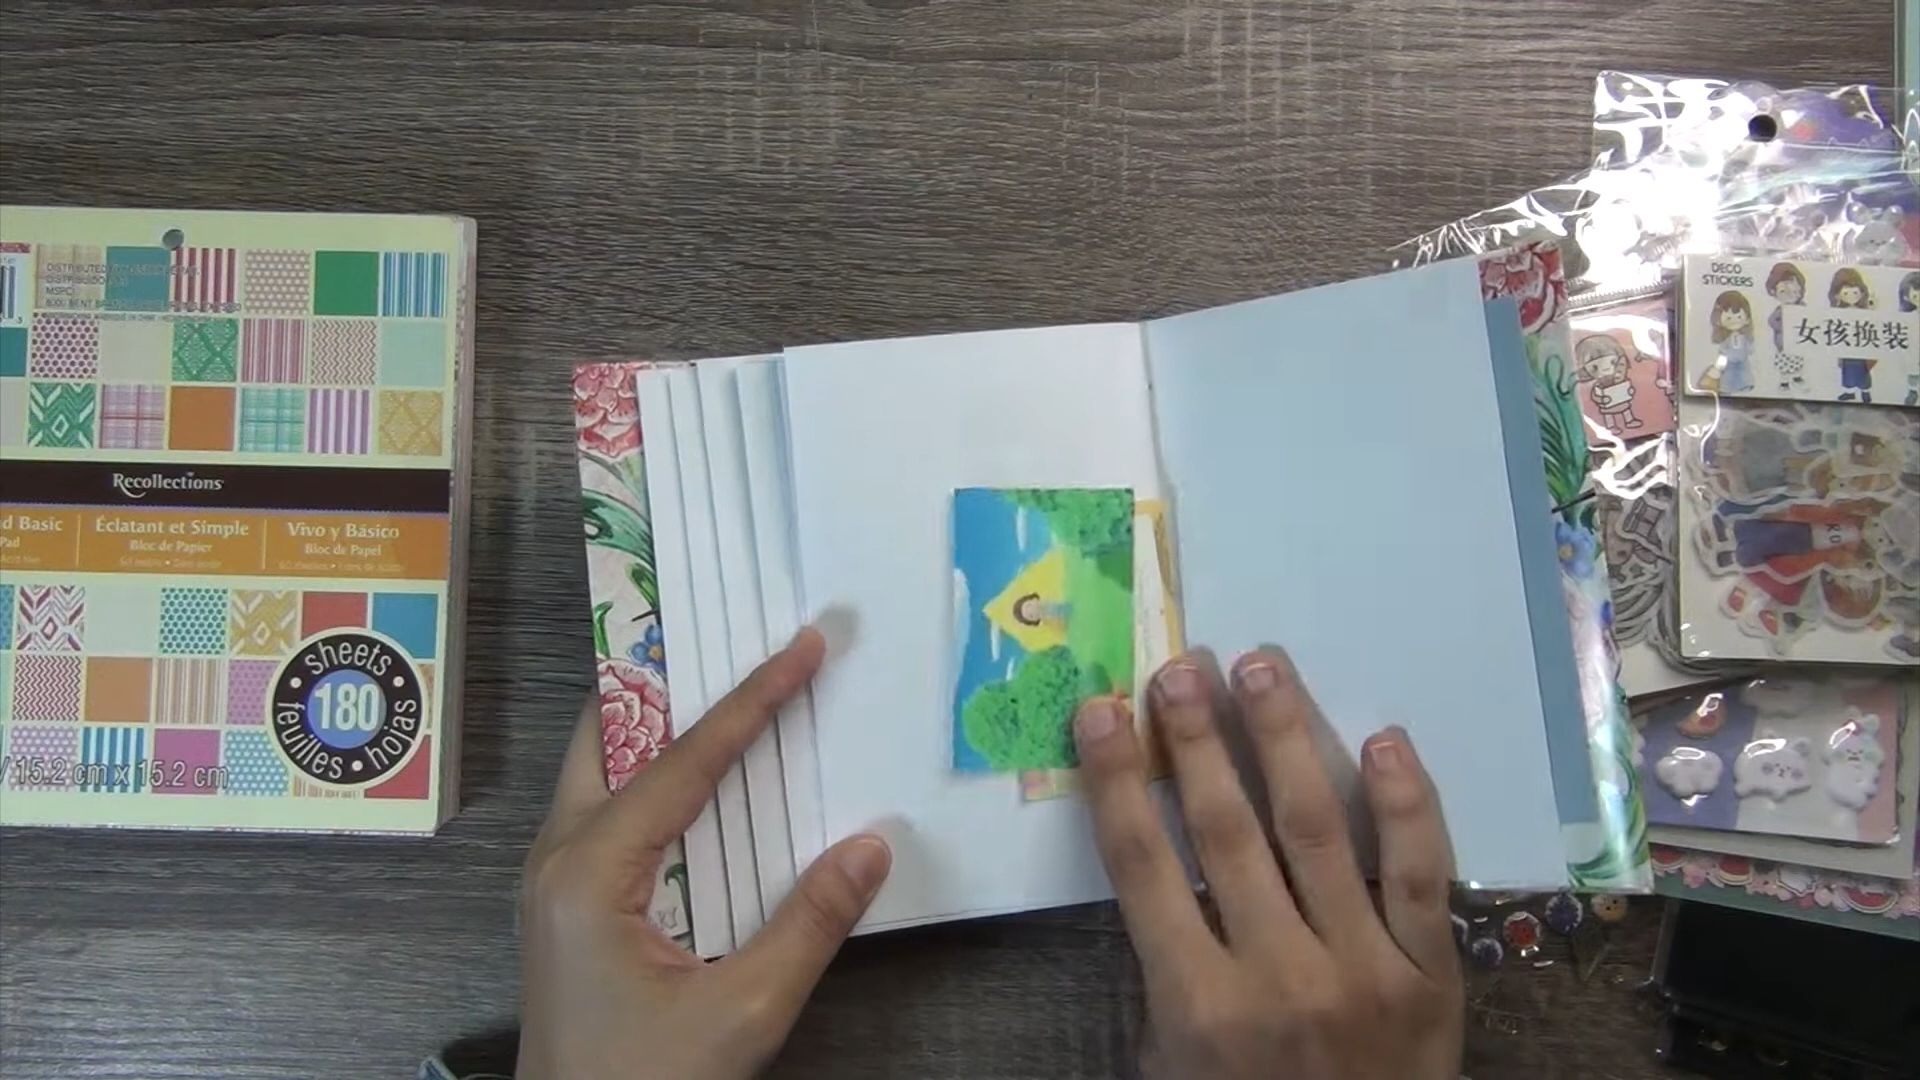 Recollections
d Basic
Pad
Éclatant et Simple
Bloc de Papier
Vivo y Básico
Bloc de Papel
sheets
180
feuilles • hojas
15.2 cm x 15.2 cm
DECO
STICKERS
女孩换装